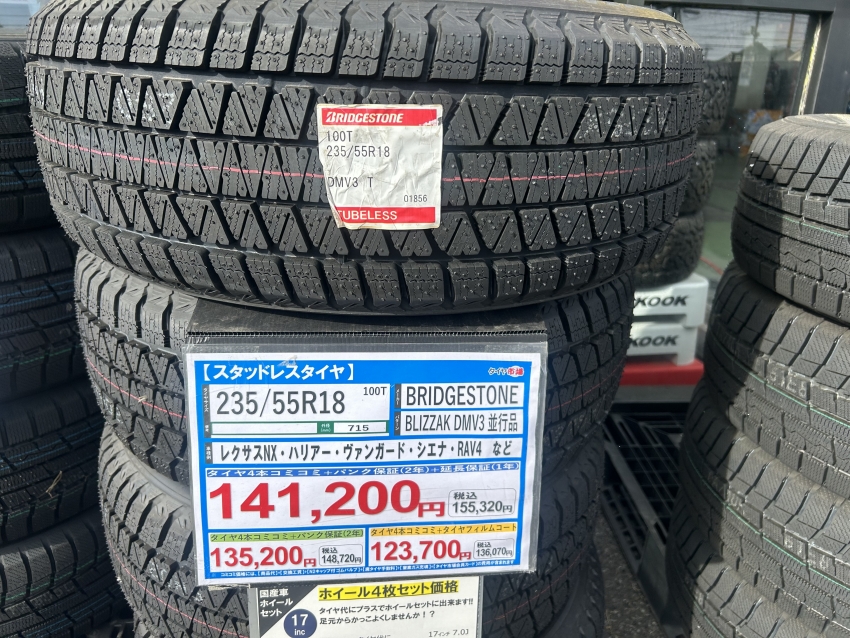 BRIDGESTONE
100T
235/55R18
DMV3 T
01856
TUBELESS
KOOK
【スタッドレスタイヤ】
タイヤ市場
235/55R18 100T
BRIDGESTONE
715
BLIZZAK DMV3 並行品
レクサスNX・ハリアー・ヴァンガード・シエナ・RAV4 など
タイヤ4本コミコミ+パンク保証(2年)+延長保証(1年)
141,200円 税込 155,320円
タイヤ4本コミコミ+パンク保証(2年)
135,200円 税込 148,720円
タイヤ4本コミコミ+タイヤフィルムコート
123,700円 税込 136,070円
国産車
ホイール
セット
17
inc
ホイール4枚セット価格
タイヤ代にプラスでホイールセットに出来ます!!
足元からかっこよくしませんか!?
17インチ 7.0J